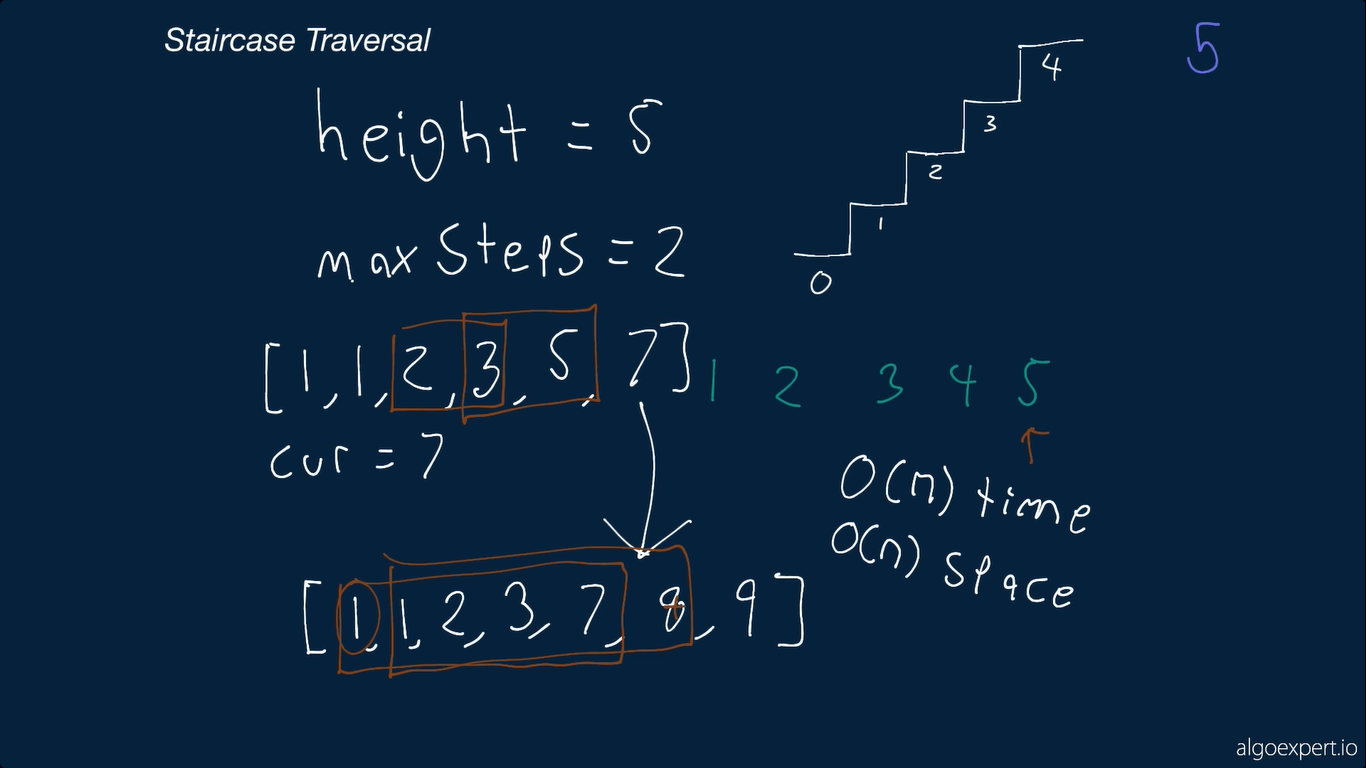 Staircase Traversal
5
height = 5
maxSteps = 2
0
1
2
3
4
[1, 1, 2, 3, 5, 7]
1 2 3 4 5
cur = 7
O(n) time
O(n) space
[1, 1, 2, 3, 7, 8, 9]
algoexpert.io